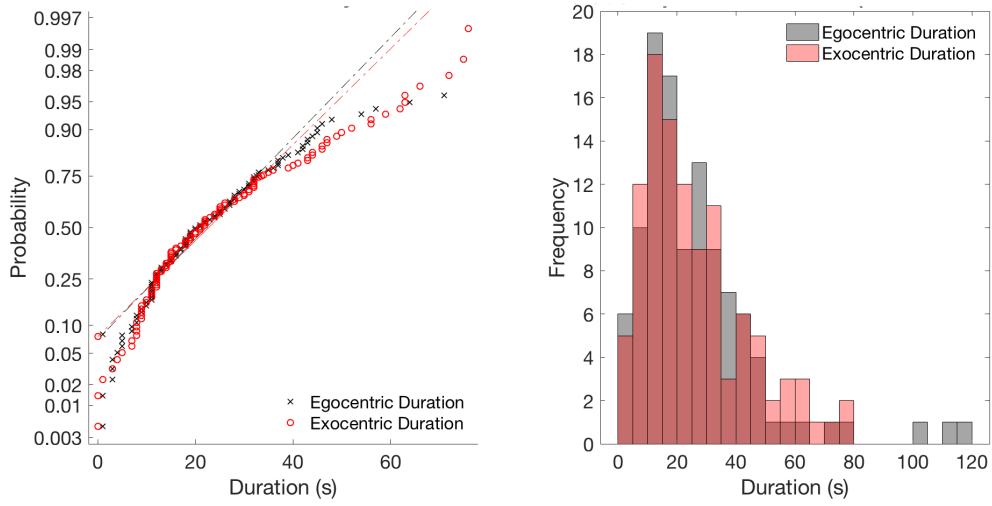 0.997
0.99
0.98
0.95
0.90
0.75
0.50
0.25
0.10
0.05
0.02
0.01
0.003
Probability
0 20 40 60
Duration (s)
Egocentric Duration
Exocentric Duration
20
18
16
14
12
10
8
6
4
2
0
Frequency
0 20 40 60 80 100 120
Duration (s)
Egocentric Duration
Exocentric Duration